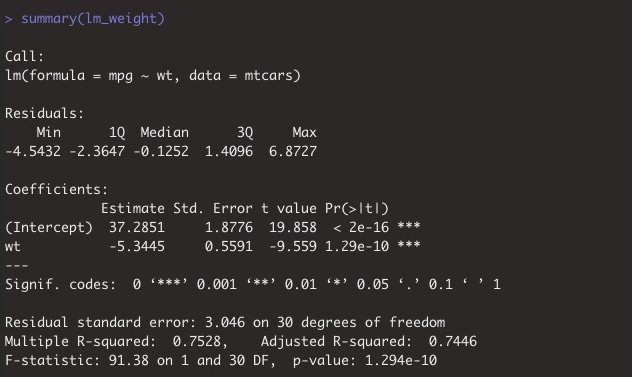 > summary(lm_weight)
Call:
lm(formula = mpg ~ wt, data = mtcars)
Residuals:
    Min      1Q  Median      3Q     Max
-4.5432 -2.3647 -0.1252  1.4096  6.8727
Coefficients:
            Estimate Std. Error t value Pr(>|t|)
(Intercept)  37.2851     1.8776  19.858  < 2e-16 ***
wt           -5.3445     0.5591  -9.559 1.29e-10 ***
---
Signif. codes:  0 ‘***’ 0.001 ‘**’ 0.01 ‘*’ 0.05 ‘.’ 0.1 ‘ ’ 1
Residual standard error: 3.046 on 30 degrees of freedom
Multiple R-squared:  0.7528,	Adjusted R-squared:  0.7446
F-statistic: 91.38 on 1 and 30 DF,  p-value: 1.294e-10